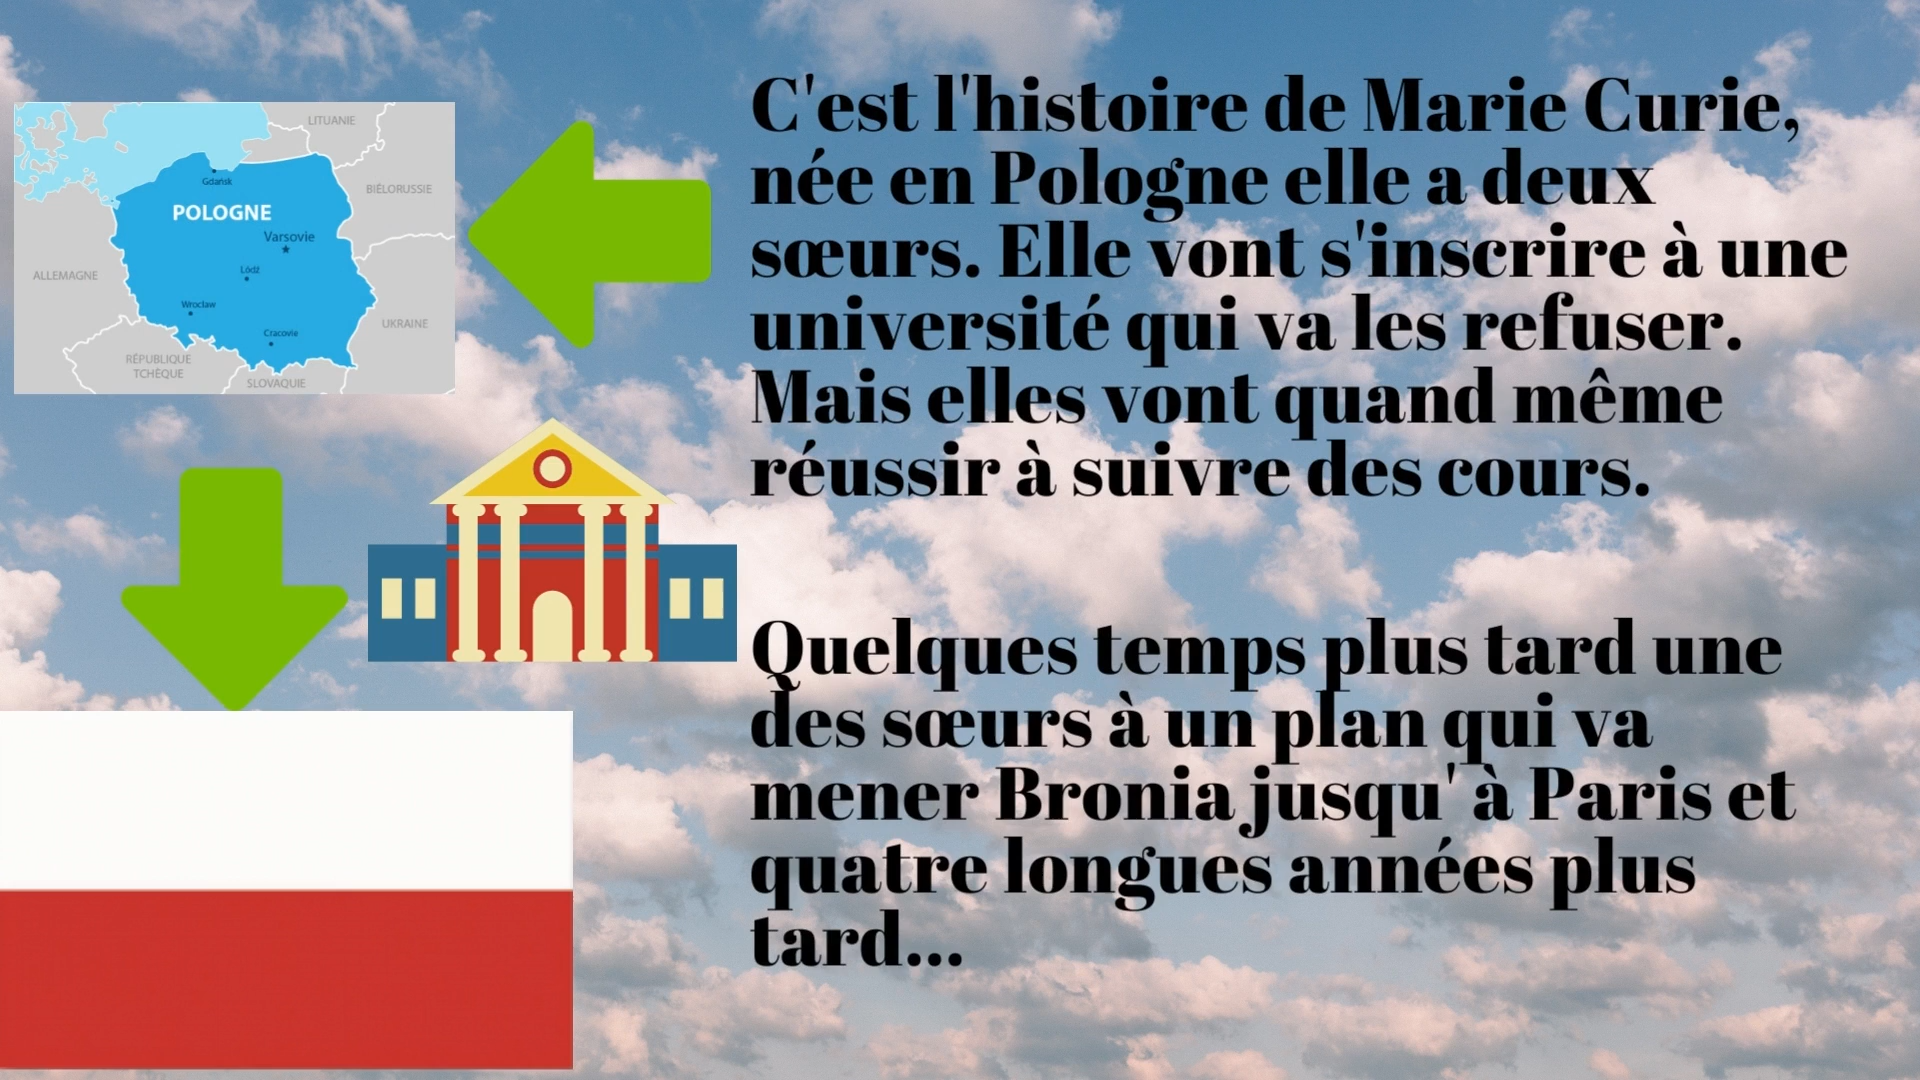 C'est l'histoire de Marie Curie,
née en Pologne elle a deux
sœurs. Elle vont s'inscrire à une
université qui va les refuser.
Mais elles vont quand même
réussir à suivre des cours.
Quelques temps plus tard une
des sœurs à un plan qui va
mener Bronia jusqu' à Paris et
quatre longues années plus
tard...
LITUANIE
Gdańsk
BIÉLORUSSIE
POLOGNE
Varsovie
ALLEMAGNE
Łódź
Wroclaw
UKRAINE
Cracovie
RÉPUBLIQUE
TCHÈQUE
SLOVAQUIE